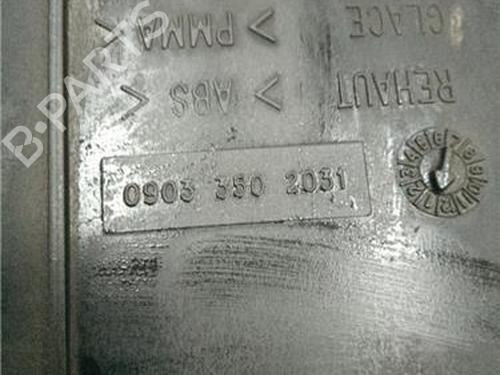 GLACE > PMMA <
REHAUT > ABS <
0903 350 2031
B-PARTS